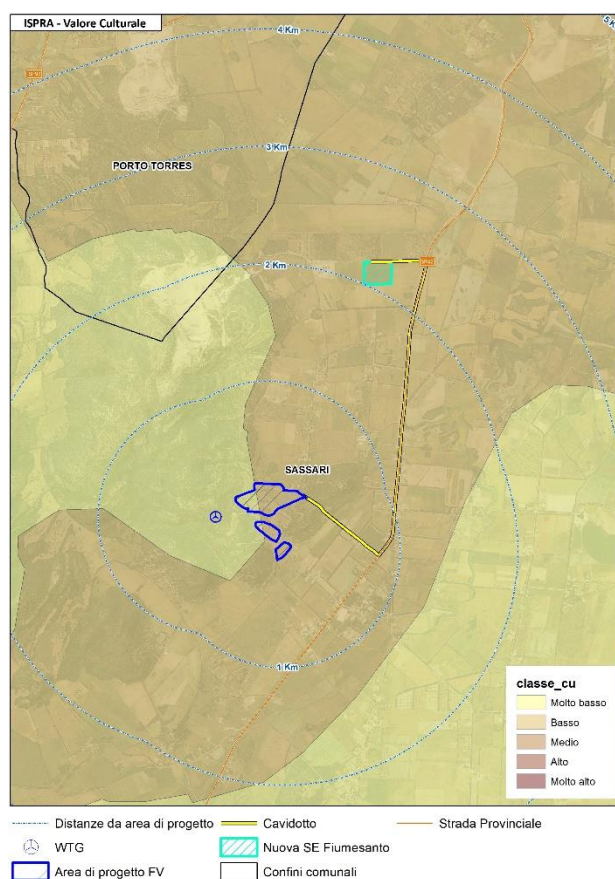 ISPRA - Valore Culturale
4 Km
3 Km
PORTO TORRES
2 Km
SASSARI
1 Km
classe_cu
Molto basso
Basso
Medio
Alto
Molto alto
Distanze da area di progetto
Cavidotto
Strada Provinciale
WTG
Nuova SE Fiumesanto
Area di progetto FV
Confini comunali